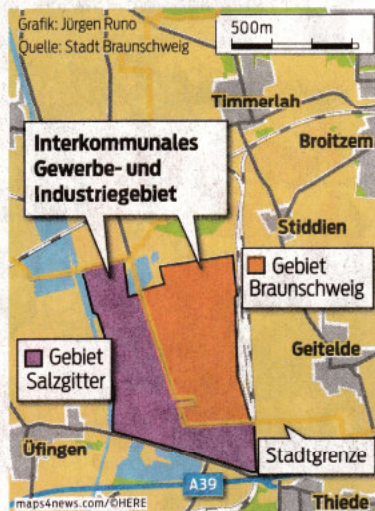 Grafik: Jürgen Runo
Quelle: Stadt Braunschweig
500m
Timmerlah
Broitzem
Interkommunales
Gewerbe- und
Industriegebiet
Stiddien
Gebiet
Braunschweig
Geitelde
Gebiet
Salzgitter
Üfingen
Stadtgrenze
A39
maps4news.com/©HERE
Thiede